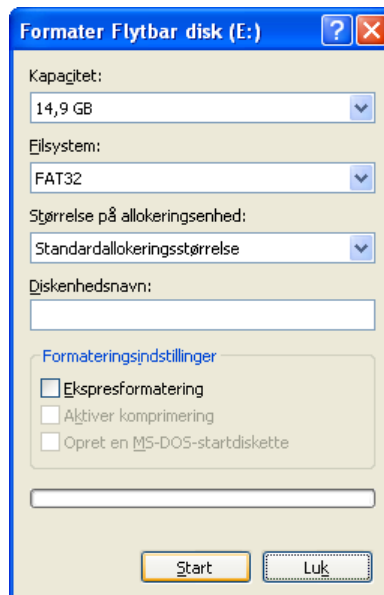 Formater Flytbar disk (E:)
Kapacitet:
14,9 GB
Filsystem:
FAT32
Størrelse på allokeringsenhed:
Standardallokeringsstørrelse
Diskenhedsnavn:
Formateringsindstillinger
Ekspresformatering
Aktiver komprimering
Opret en MS-DOS-startdiskette
Start Luk